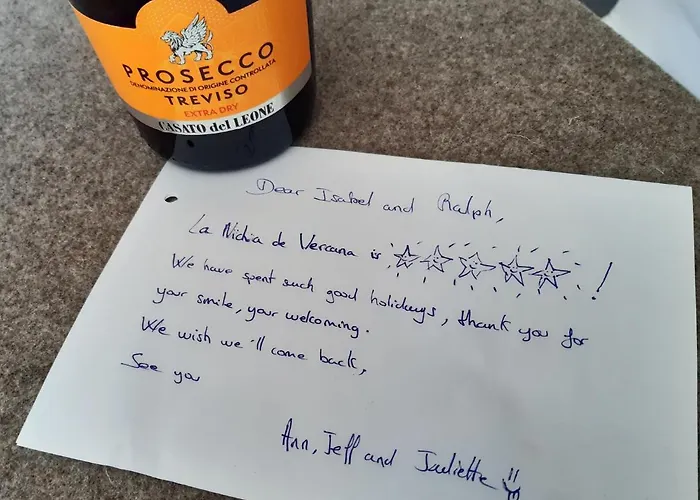 PROSECCO
DENOMINAZIONE DI ORIGINE CONTROLLATA
TREVISO
EXTRA DRY
CASATO del LEONE
Dear Isabel and Ralph,
La Nichia de Vercana is !
We have spent such good holidays, thank you for
your smile, your welcoming.
We wish we'll come back,
See you
Ann, Jeff and Juliette